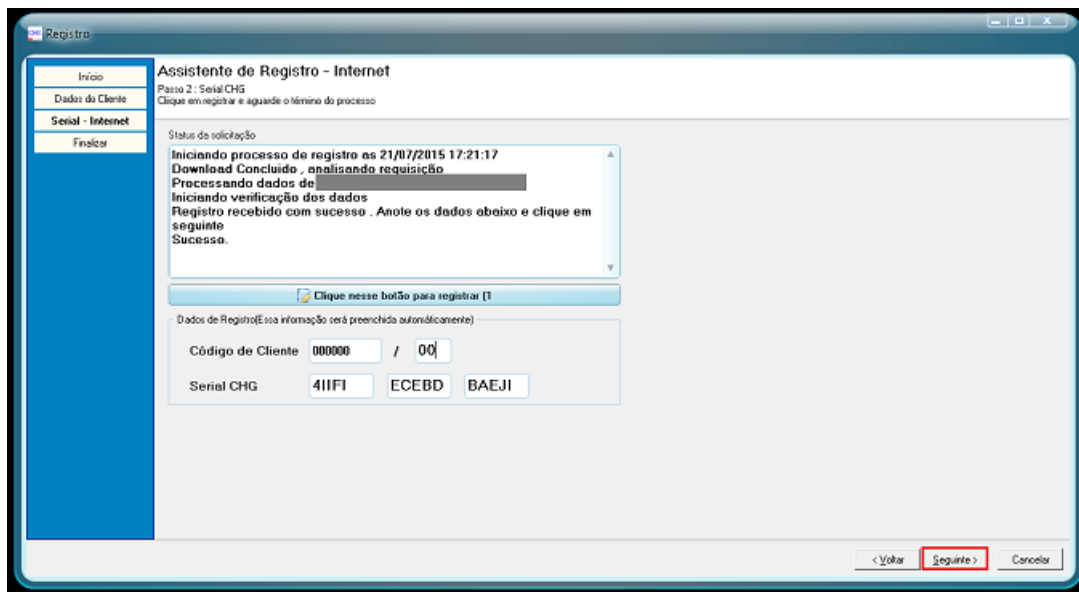 CHG Registro
Início
Dados do Cliente
Serial - Internet
Finalizar
Assistente de Registro - Internet
Passo 2 : Serial CHG
Clique em registrar e aguarde o término do processo
Status da solicitação
Iniciando processo de registro as 21/07/2015 17:21:17
Download Concluido , analisando requisição
Processando dados de
Iniciando verificação dos dados
Registro recebido com sucesso . Anote os dados abaixo e clique em
seguinte
Sucesso.
Clique nesse botão para registrar [1
Dados de Registro(Essa informação será preenchida automáticamente)
Código de Cliente 000000 / 00
Serial CHG 4IIFI ECEBD BAEJI
< Voltar Seguinte > Cancelar